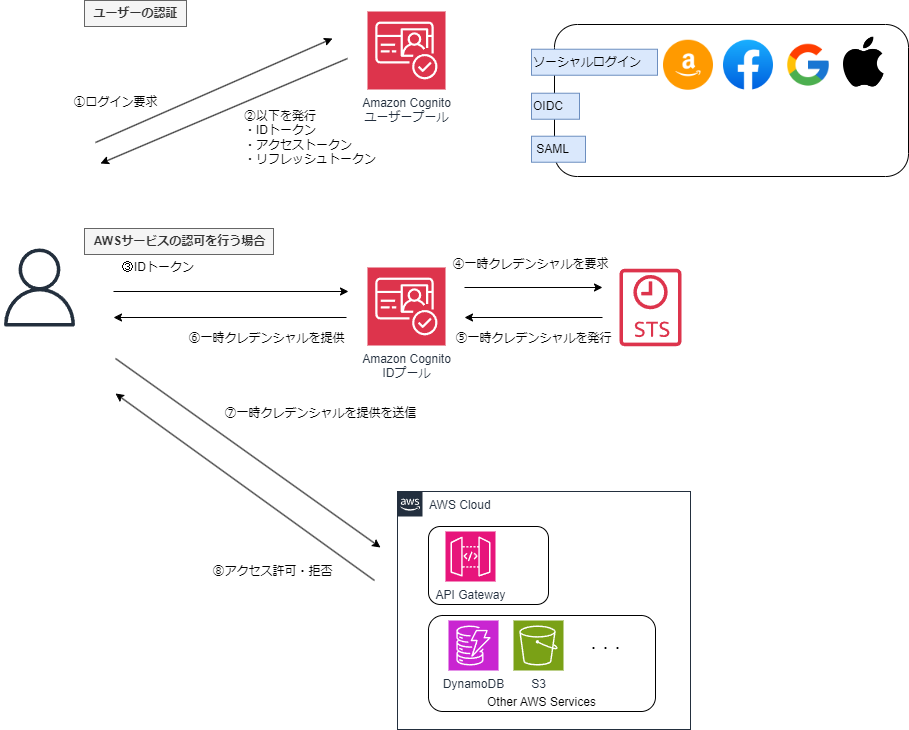 ユーザーの認証
①ログイン要求
②以下を発行
・IDトークン
・アクセストークン
・リフレッシュトークン
Amazon Cognito
ユーザープール
ソーシャルログイン
a
OIDC
SAML
AWSサービスの認可を行う場合
③IDトークン
④一時クレデンシャルを要求
⑥一時クレデンシャルを提供
⑤一時クレデンシャルを発行
STS
Amazon Cognito
IDプール
⑦一時クレデンシャルを提供を送信
⑧アクセス許可・拒否
aws
AWS Cloud
API Gateway
DynamoDB
S3
・・・
Other AWS Services